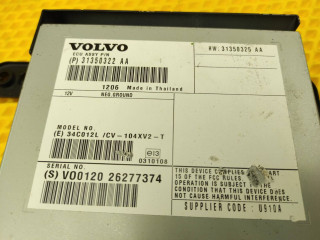 VOLVO
ECU ASSY P/N
(P) 31350322 AA
HW: 31350325 AA
1206 Made in Thailand
12V NEG.GROUND
MODEL NO.
(E) 34C012L /CV-104XV2-T
e13
0310108
SERIAL NO.
(S) VO0120 26277374
THIS DEVICE COMPLIES WITH PART
15 OF THE FCC RULES.
OPERATION IS SUBJECT TO THE
CONDITION THAT THIS DEVICE DOES
NOT CAUSE HARMFUL INTERFERENCE.
SUPPLIER CODE : D910A